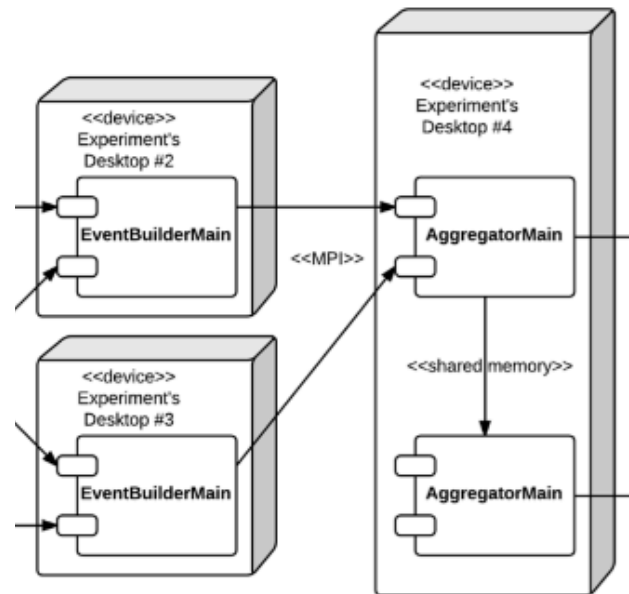 <<device>>
Experiment's
Desktop #2
EventBuilderMain
<<MPI>>
<<device>>
Experiment's
Desktop #3
EventBuilderMain
<<device>>
Experiment's
Desktop #4
AggregatorMain
<<shared memory>>
AggregatorMain